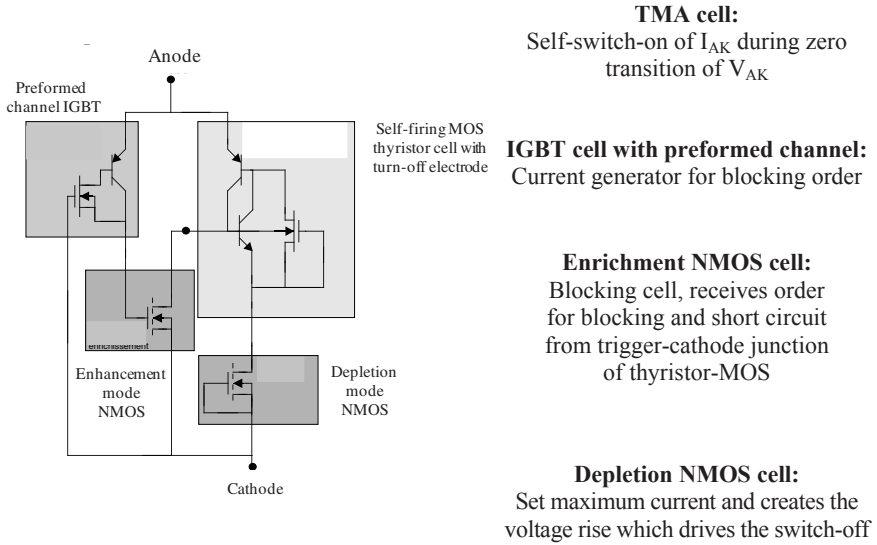 Anode
Preformed
channel IGBT
Self-firing MOS
thyristor cell with
turn-off electrode
enrichissement
Enhancement
mode
NMOS
Depletion
mode
NMOS
Cathode
TMA cell:
Self-switch-on of I_AK during zero
transition of V_AK
IGBT cell with preformed channel:
Current generator for blocking order
Enrichment NMOS cell:
Blocking cell, receives order
for blocking and short circuit
from trigger-cathode junction
of thyristor-MOS
Depletion NMOS cell:
Set maximum current and creates the
voltage rise which drives the switch-off